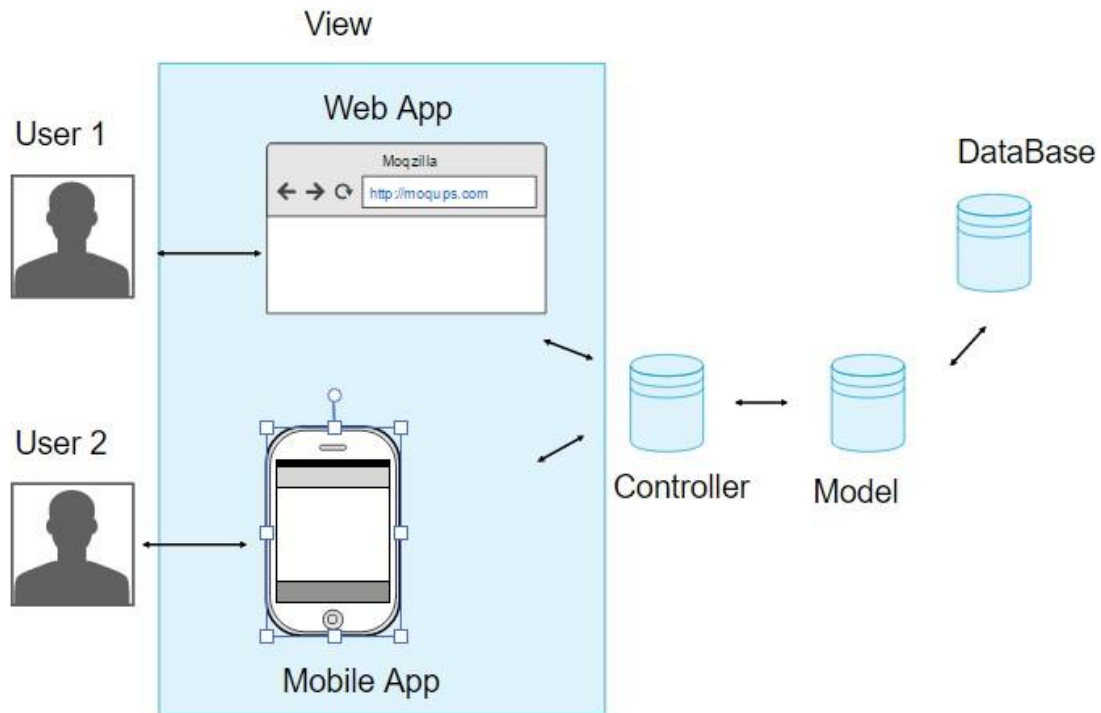 View
Web App
User 1
Moqzilla
http://moqups.com
DataBase
User 2
Controller
Model
Mobile App